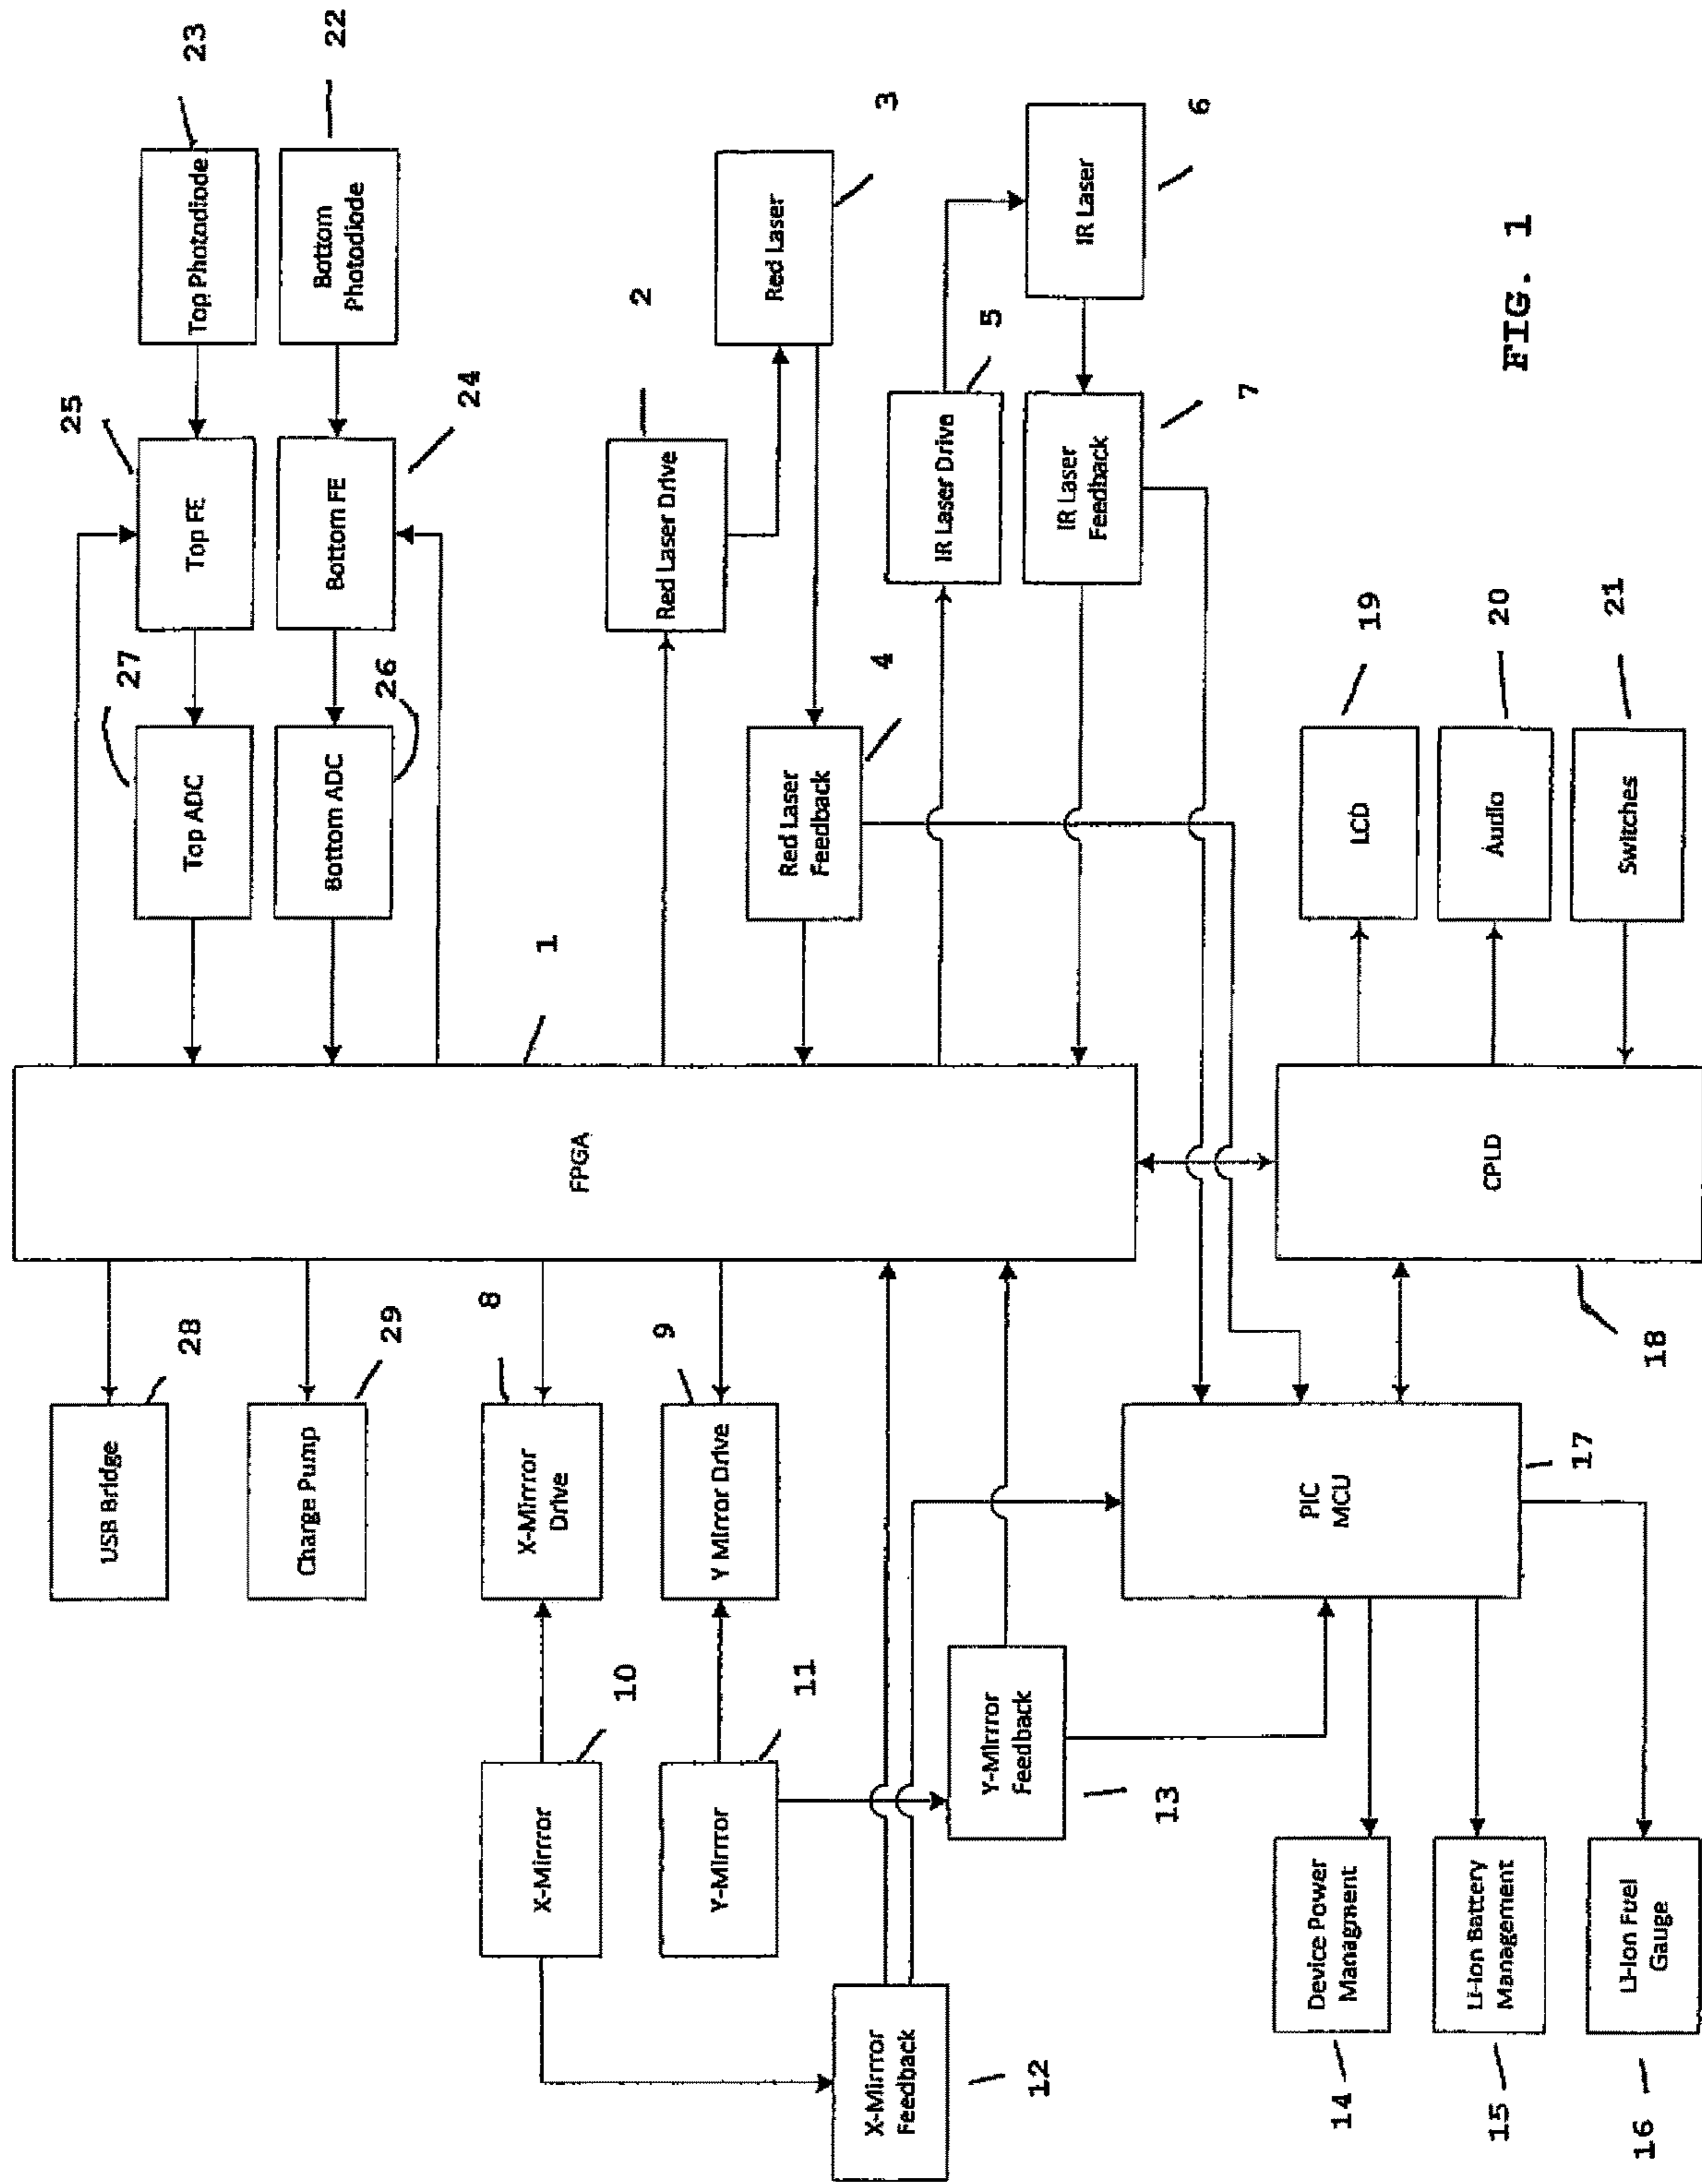 USB Bridge
28
Charge Pump
29
X-Mirror
10
X-Mirror
Drive
8
Y-Mirror
11
Y Mirror Drive
9
X-Mirror
Feedback
12
Y-Mirror
Feedback
13
FPGA
1
Top ADC
27
Top FE
25
Top Photodiode
23
Bottom ADC
26
Bottom FE
24
Bottom
Photodiode
22
Red Laser Drive
2
Red Laser
3
Red Laser
Feedback
4
IR Laser Drive
5
IR Laser
6
IR Laser
Feedback
7
Device Power
Managment
14
Li-Ion Battery
Management
15
Li-Ion Fuel
Gauge
16
PIC
MCU
17
CPLD
18
LCD
19
Audio
20
Switches
21
FIG. 1